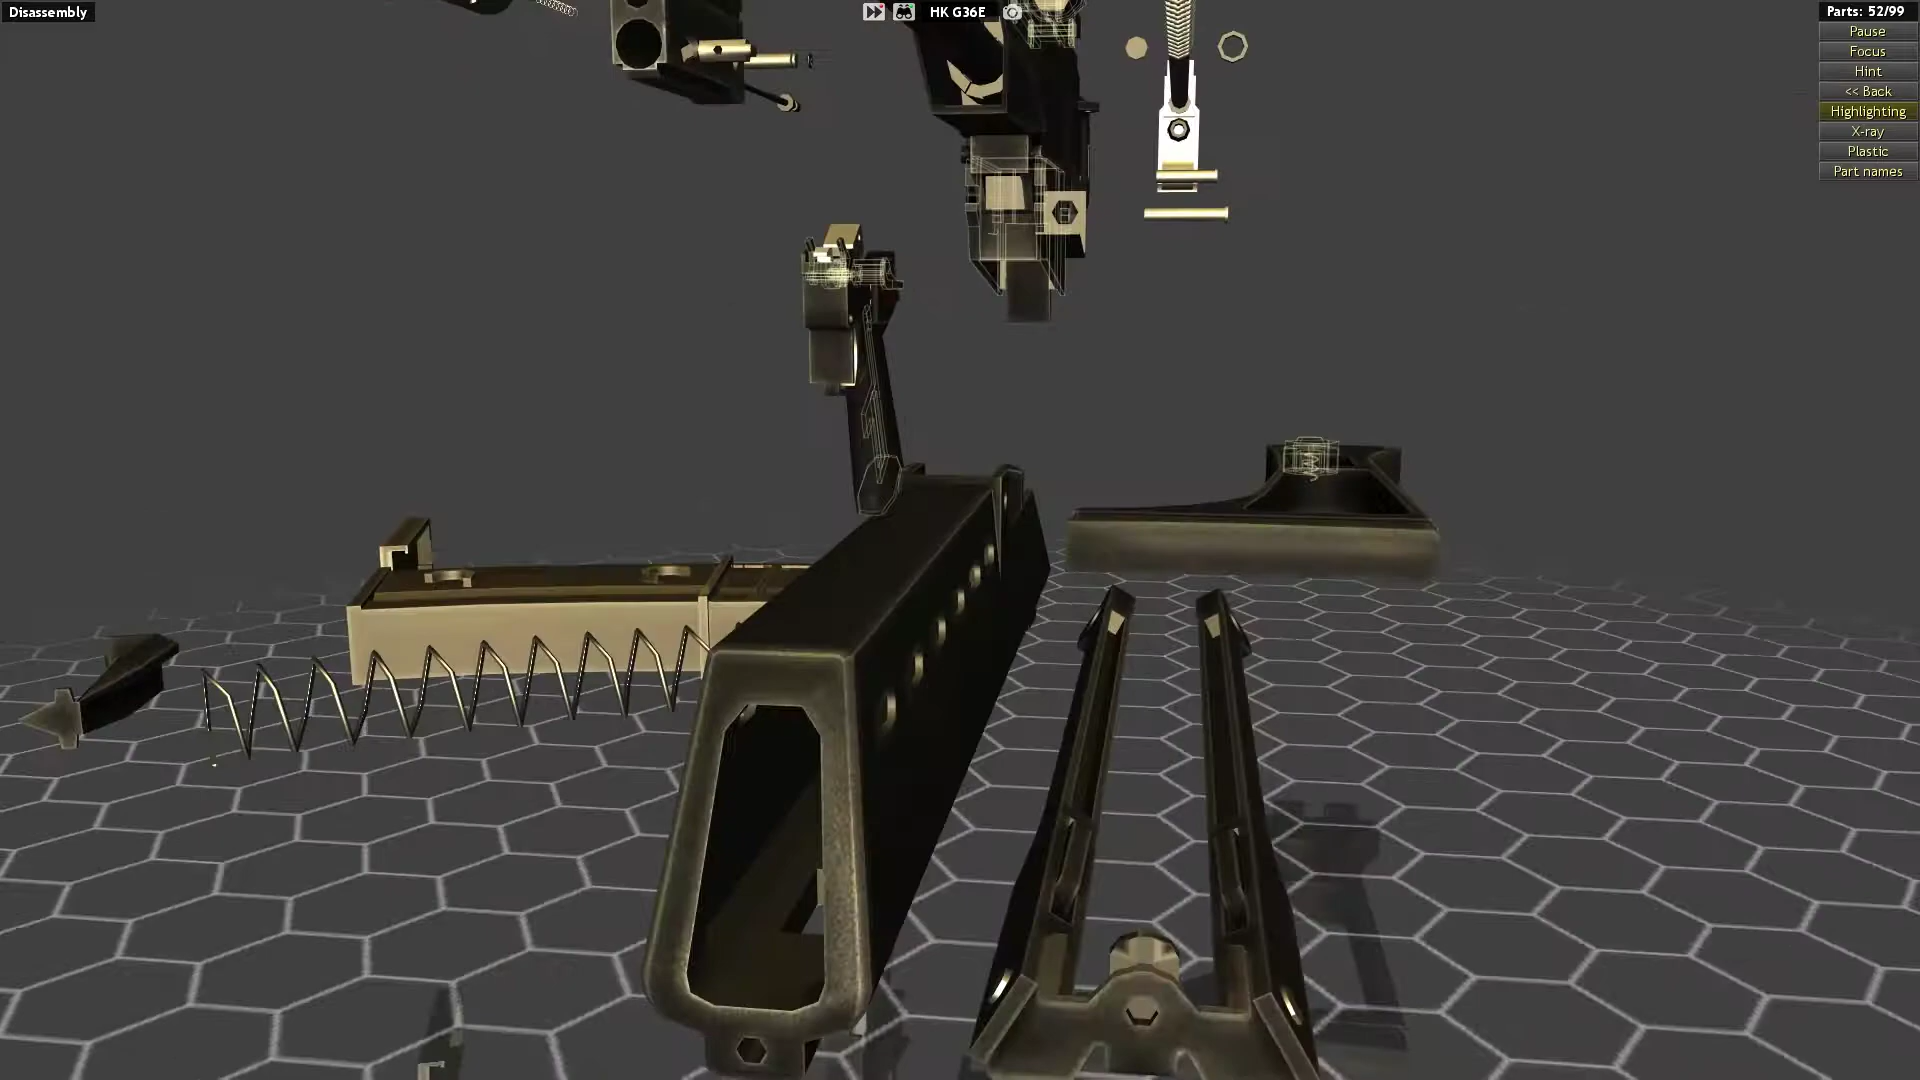 Disassembly
HK G36E
Parts: 52/99
Pause
Focus
Hint
<< Back
Highlighting
X-ray
Plastic
Part names